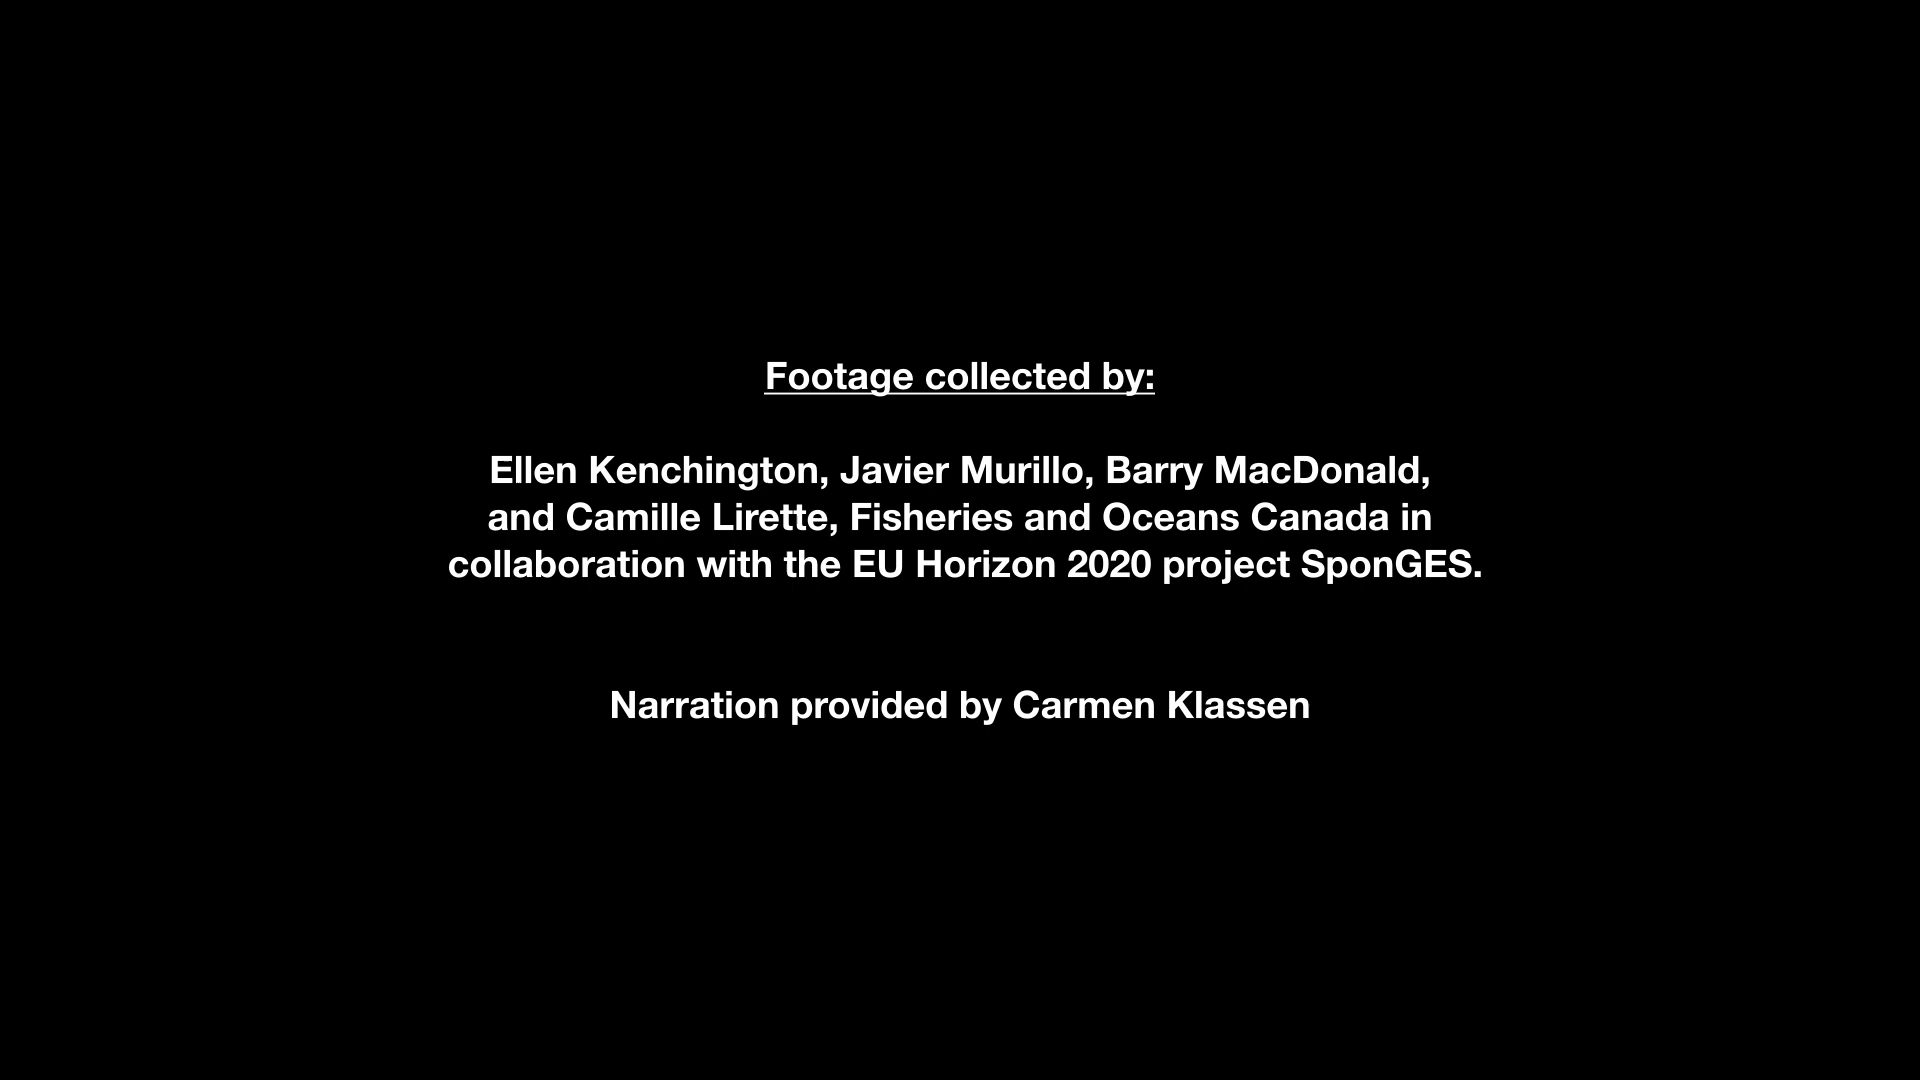 Footage collected by:
Ellen Kenchington, Javier Murillo, Barry MacDonald,
and Camille Lirette, Fisheries and Oceans Canada in
collaboration with the EU Horizon 2020 project SponGES.
Narration provided by Carmen Klassen